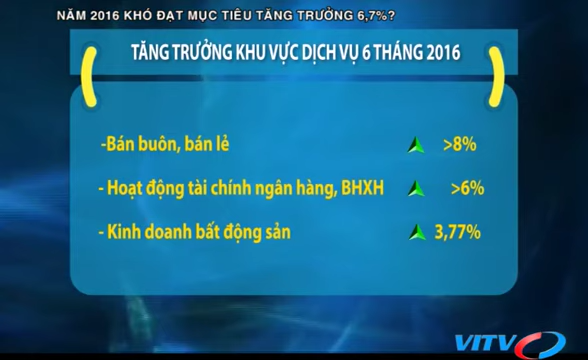 NĂM 2016 KHÓ ĐẠT MỤC TIÊU TĂNG TRƯỞNG 6,7%?
TĂNG TRƯỞNG KHU VỰC DỊCH VỤ 6 THÁNG 2016
-Bán buôn, bán lẻ >8%
- Hoạt động tài chính ngân hàng, BHXH >6%
- Kinh doanh bất động sản 3,77%
VITV